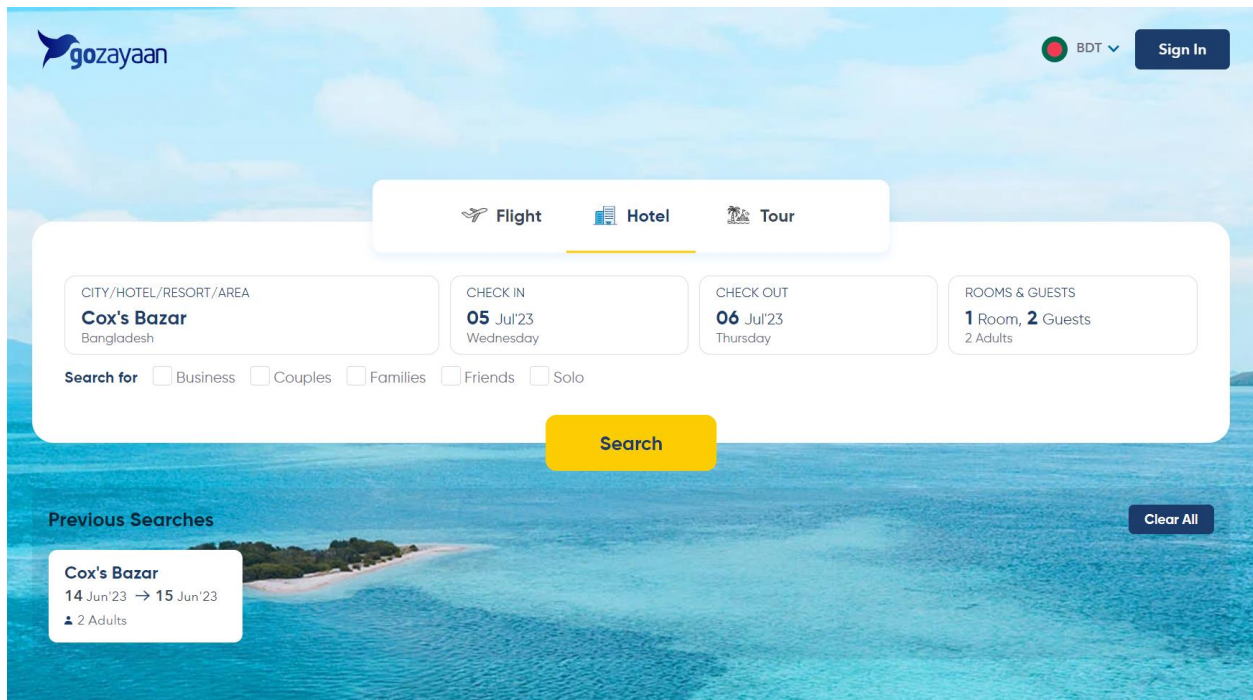 gozayaan
BDT
Sign In
Flight
Hotel
Tour
CITY/HOTEL/RESORT/AREA
Cox's Bazar
Bangladesh
CHECK IN
05 Jul'23
Wednesday
CHECK OUT
06 Jul'23
Thursday
ROOMS & GUESTS
1 Room, 2 Guests
2 Adults
Search for Business Couples Families Friends Solo
Search
Previous Searches
Clear All
Cox's Bazar
14 Jun'23 → 15 Jun'23
2 Adults